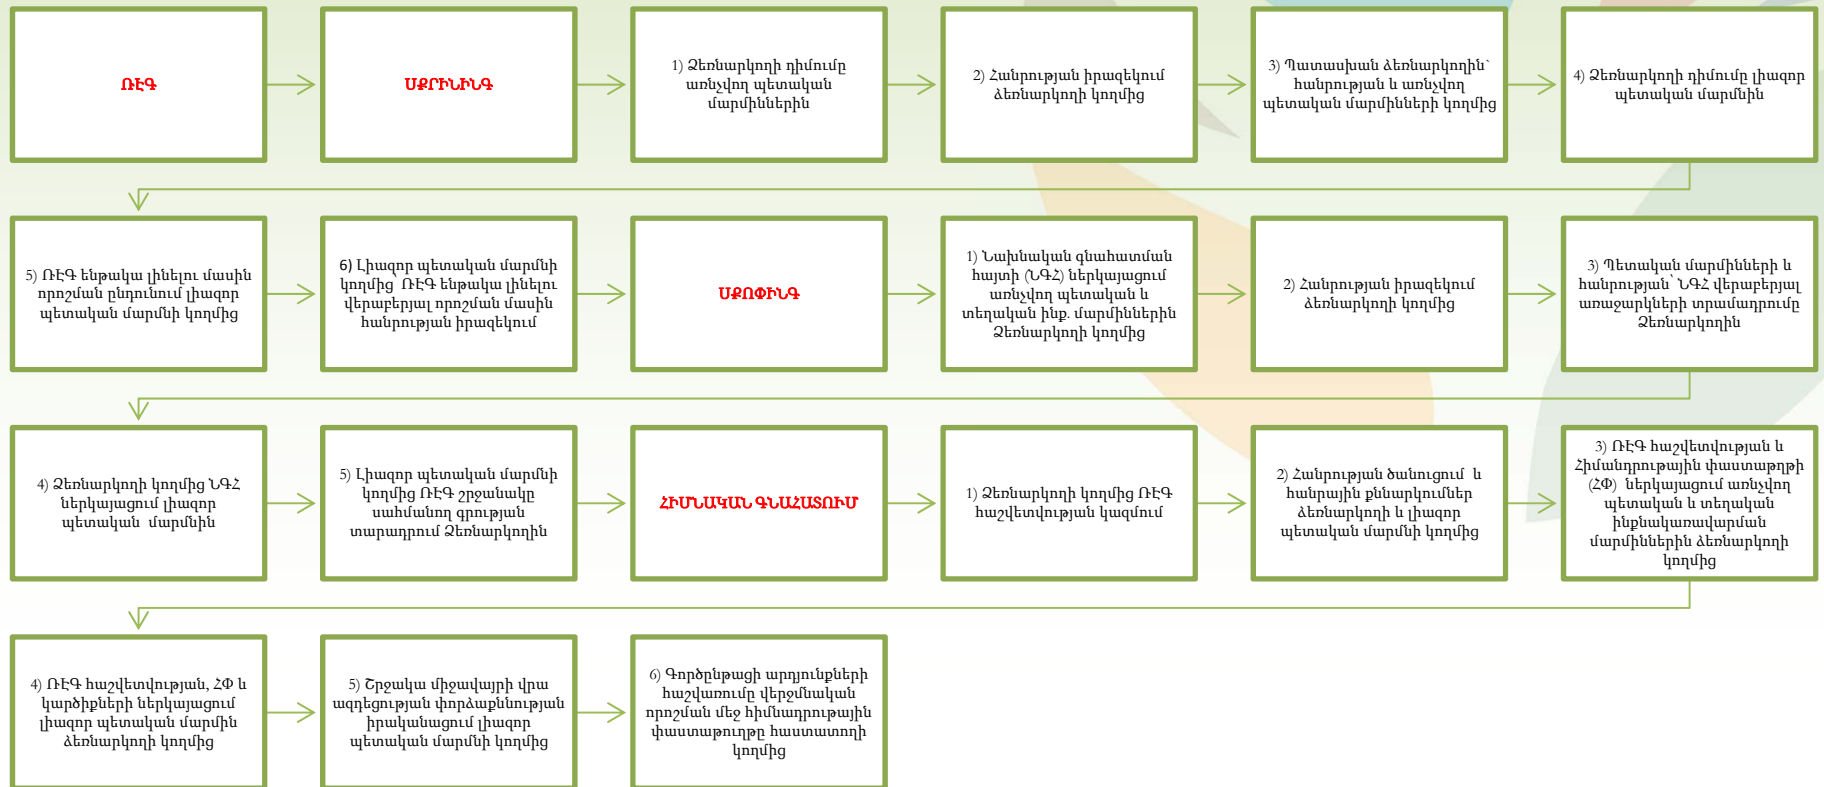 ՌԷԳ
ՍՔՐԻՆԻՆԳ
1) Ձեռնարկողի դիմումը
առնչվող պետական
մարմիններին
2) Հանրության իրազեկում
ձեռնարկողի կողմից
3) Պատասխան ձեռնարկողին՝
հանրության և առնչվող
պետական մարմինների կողմից
4) Ձեռնարկողի դիմումը լիազոր
պետական մարմնին
5) ՌԷԳ ենթակա լինելու մասին
որոշման ընդունում լիազոր
պետական մարմնի կողմից
6) Լիազոր պետական մարմնի
կողմից՝ ՌԷԳ ենթակա լինելու
վերաբերյալ որոշման մասին
հանրության իրազեկում
ՍՔՈՓԻՆԳ
1) Նախնական գնահատման
հայտի (ՆԳՀ) ներկայացում
առնչվող պետական և
տեղական ինք. մարմիններին
Ձեռնարկողի կողմից
2) Հանրության իրազեկում
ձեռնարկողի կողմից
3) Պետական մարմինների և
հանրության՝ ՆԳՀ վերաբերյալ
առաջարկների տրամադրումը
Ձեռնարկողին
4) Ձեռնարկողի կողմից ՆԳՀ
ներկայացում լիազոր
պետական մարմնին
5) Լիազոր պետական մարմնի
կողմից ՌԷԳ շրջանակը
սահմանող գրության
տարադրում Ձեռնարկողին
ՀԻՄՆԱԿԱՆ ԳՆԱՀԱՏՈՒՄ
1) Ձեռնարկողի կողմից ՌԷԳ
հաշվետվության կազմում
2) Հանրության ծանուցում և
հանրային քննարկումներ
ձեռնարկողի և լիազոր
պետական մարմնի կողմից
3) ՌԷԳ հաշվետվության և
Հիմանդրութային փաստաթղթի
(ՀՓ) ներկայացում առնչվող
պետական և տեղական
ինքնակառավարման
մարմիններին ձեռնարկողի
կողմից
4) ՌԷԳ հաշվետվության, ՀՓ և
կարծիքների ներկայացում
լիազոր պետական մարմին
ձեռնարկողի կողմից
5) Շրջակա միջավայրի վրա
ազդեցության փորձաքննության
իրականացում լիազոր
պետական մարմնի կողմից
6) Գործընթացի արդյունքների
հաշվառումը վերջմնական
որոշման մեջ հիմնադրութային
փաստաթուղթը հաստատողի
կողմից